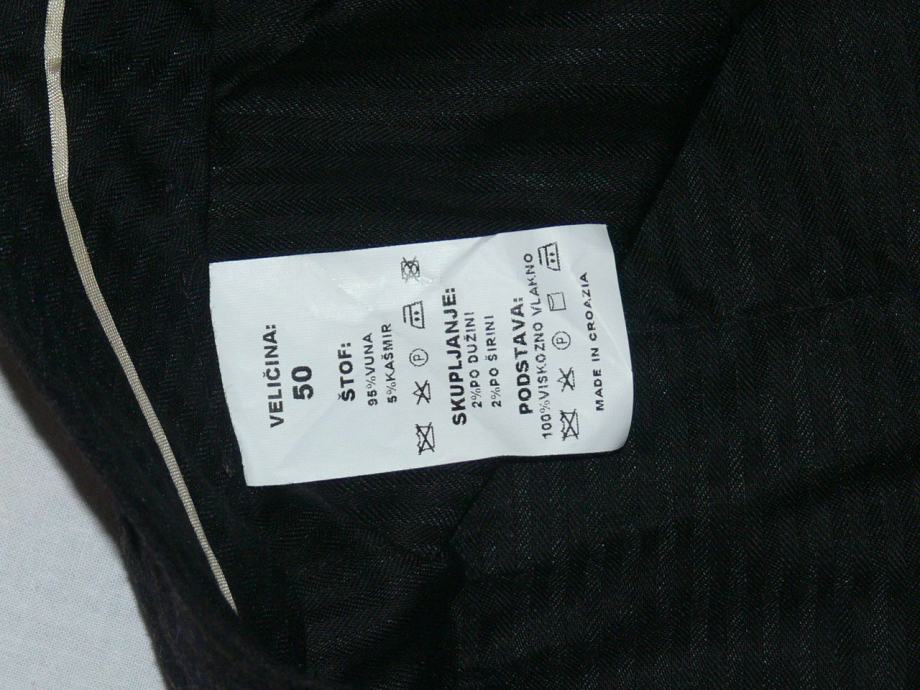 VELIČINA:
50
ŠTOF:
95%VUNA
5%KAŠMIR
P
SKUPLJANJE:
2%PO DUŽINI
2%PO ŠIRINI
PODSTAVA:
100%VISKOZNO VLAKNO
P
MADE IN CROAZIA